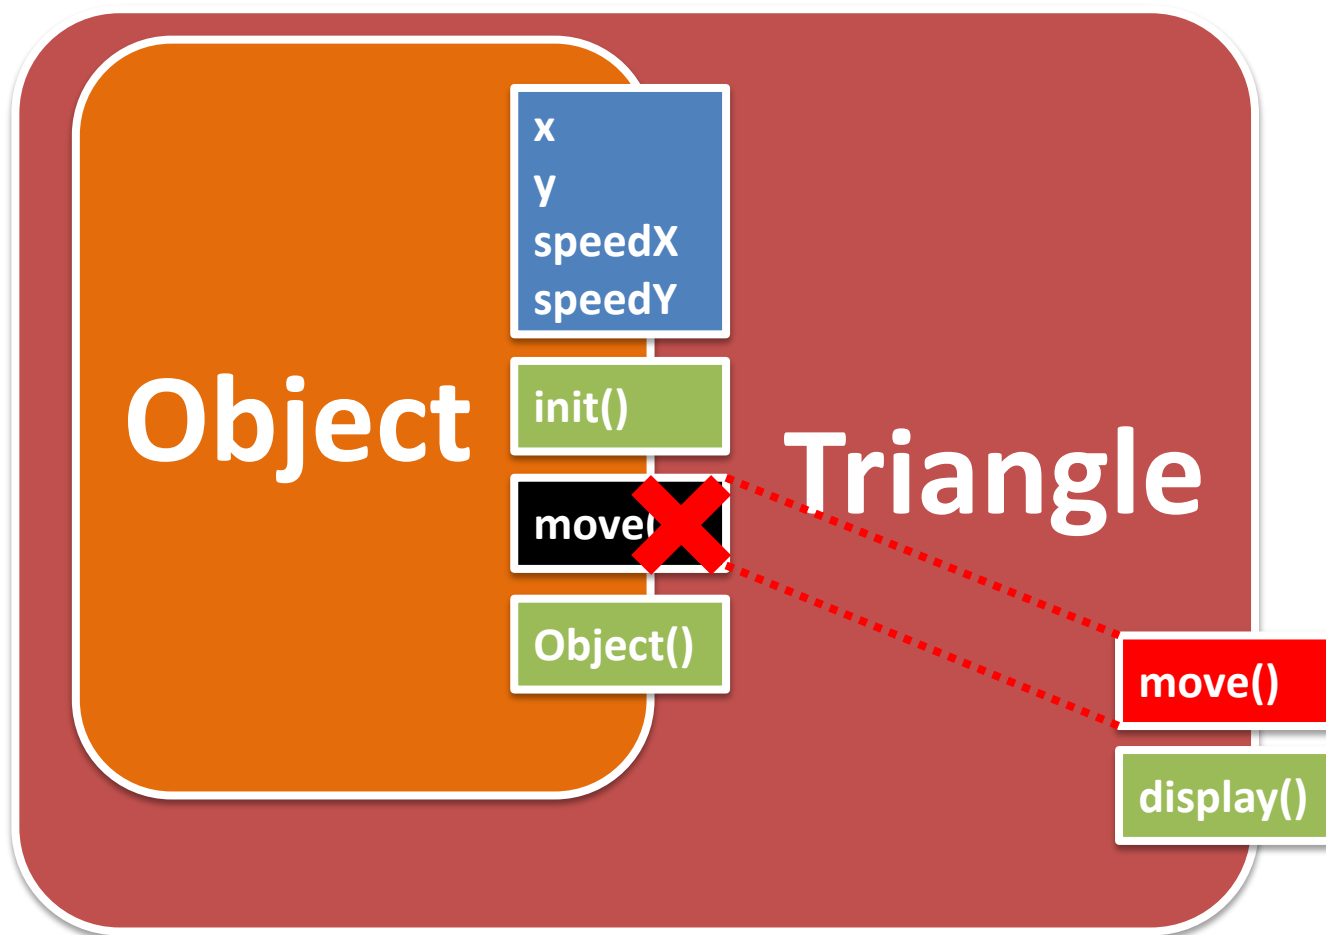 x
y
speedX
speedY
Object
init()
Triangle
move(
Object()
move()
display()